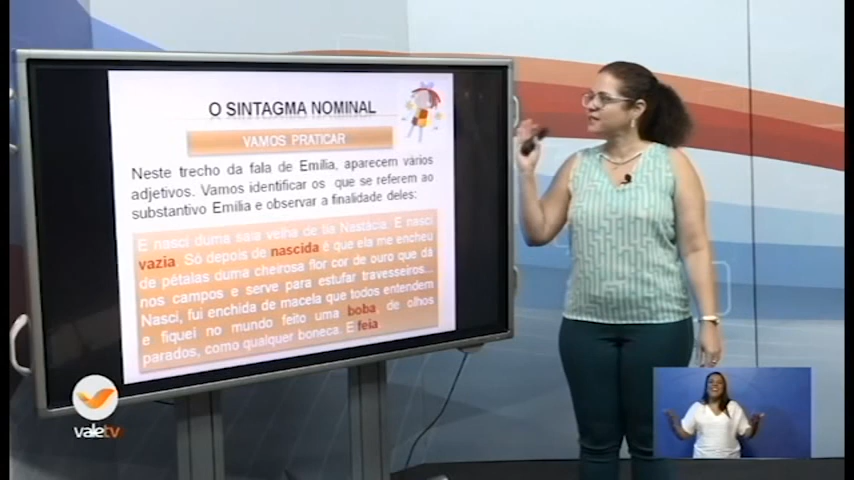 O SINTAGMA NOMINAL
VAMOS PRATICAR
Neste trecho da fala de Emília, aparecem vários
adjetivos. Vamos identificar os que se referem ao
substantivo Emília e observar a finalidade deles:
E nasci duma saia velha de tia Nastácia. E nasci
vazia. Só depois de nascida é que ela me encheu
de pétalas duma cheirosa flor cor de ouro que dá
nos campos e serve para estufar travesseiros...
Nasci, fui enchida de macela que todos entendem
e fiquei no mundo feito uma boba de olhos
parados, como qualquer boneca. E feia
valetv